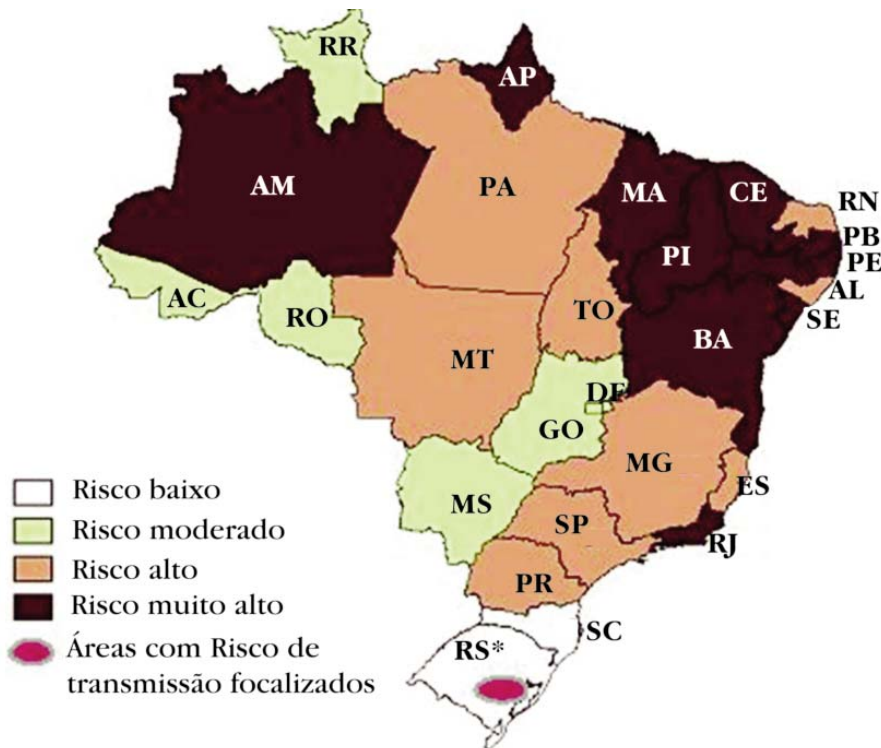 RR
AP
AM
PA
MA
CE
RN
PB
PE
PI
AL
SE
AC
RO
TO
BA
MT
DF
GO
MG
ES
MS
SP
RJ
PR
SC
RS*
Risco baixo
Risco moderado
Risco alto
Risco muito alto
Áreas com Risco de
transmissão focalizados